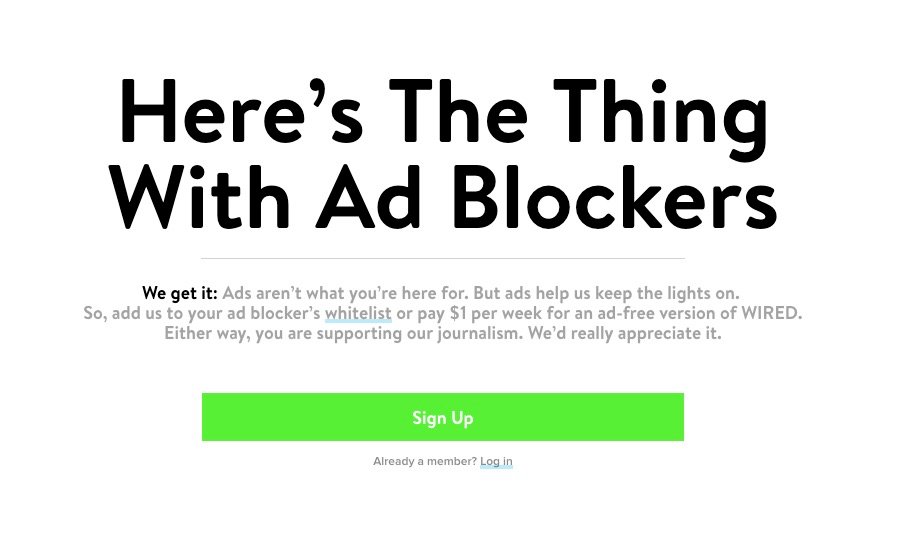 Here’s The Thing
With Ad Blockers
We get it: Ads aren’t what you’re here for. But ads help us keep the lights on.
So, add us to your ad blocker’s whitelist or pay $1 per week for an ad-free version of WIRED.
Either way, you are supporting our journalism. We’d really appreciate it.
Sign Up
Already a member? Log in